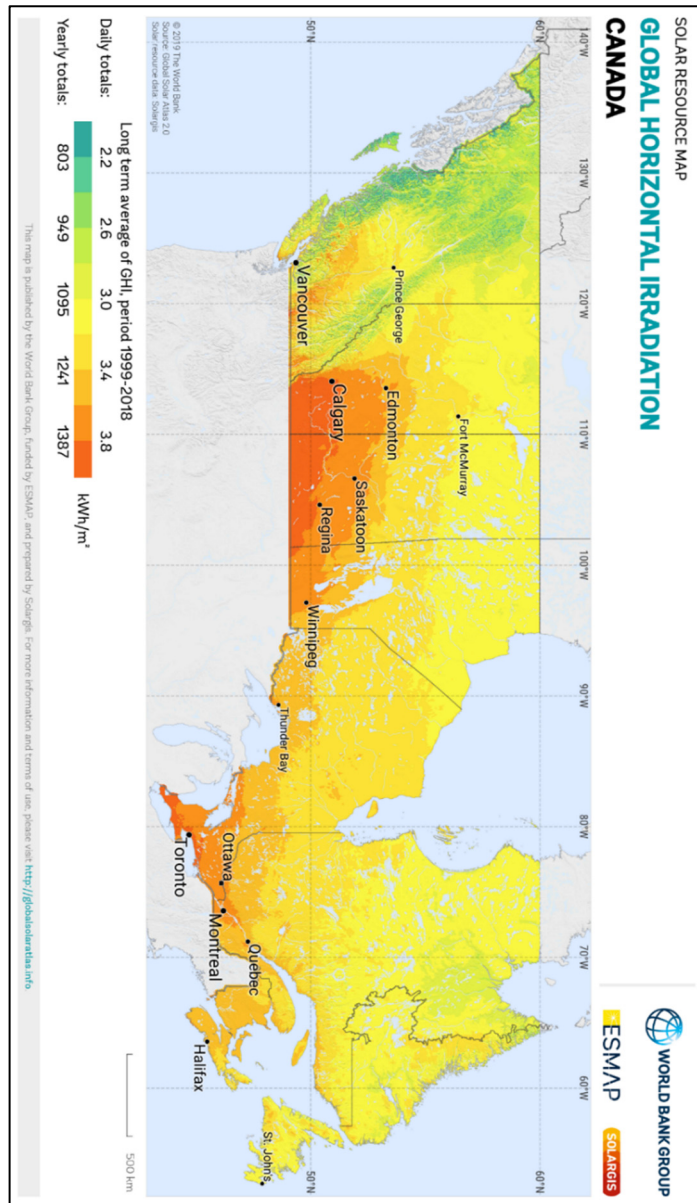 SOLAR RESOURCE MAP
GLOBAL HORIZONTAL IRRADIATION
CANADA
WORLD BANK GROUP
ESMAP
SOLARGIS
140°W
130°W
120°W
110°W
100°W
90°W
80°W
70°W
60°W
60°N
60°N
50°N
50°N
Prince George
Fort McMurray
Edmonton
Saskatoon
Vancouver
Calgary
Regina
Winnipeg
Thunder Bay
Ottawa
Toronto
Montreal
Quebec
Halifax
St. John's
© 2019 The World Bank
Source: Global Solar Atlas 2.0
Solar resource data: Solargis
Long term average of GHI, period 1999-2018
Daily totals: 2.2 2.6 3.0 3.4 3.8
kWh/m²
Yearly totals: 803 949 1095 1241 1387
500 km
This map is published by the World Bank Group, funded by ESMAP, and prepared by Solargis. For more information and terms of use, please visit http://globalsolaratlas.info.